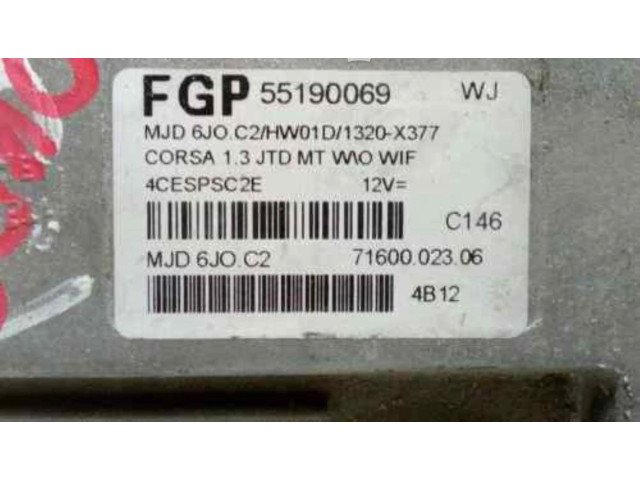 FGP 55190069 WJ
MJD 6JO.C2/HW01D/1320-X377
CORSA 1.3 JTD MT W\O WIF
4CESPSC2E 12V=
C146
MJD 6JO.C2 71600.023.06
4B12